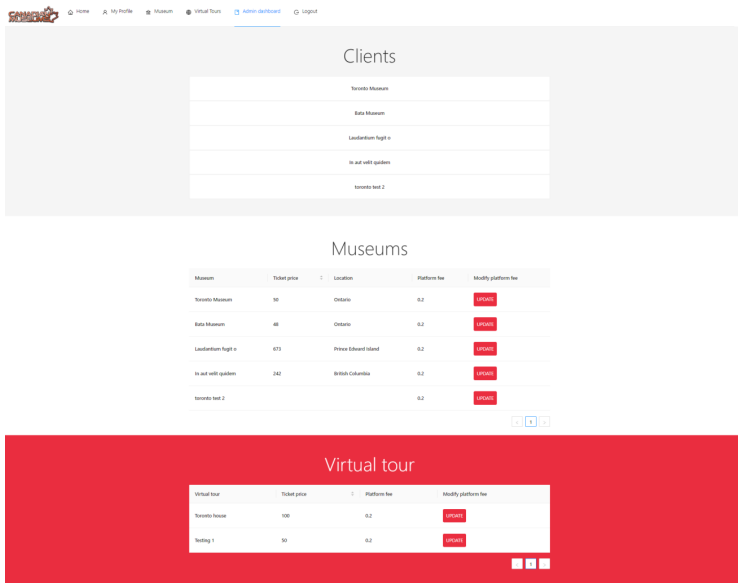 Home My Profile Museum Virtual Tours Admin dashboard Logout
Clients
Toronto Museum
Bata Museum
Laudantium fugit o
In aut velit quidem
toronto test 2
Museums
Museum Ticket price Location Platform fee Modify platform fee
Toronto Museum 50 Ontario 0.2 UPDATE
Bata Museum 48 Ontario 0.2 UPDATE
Laudantium fugit o 673 Prince Edward Island 0.2 UPDATE
In aut velit quidem 242 British Columbia 0.2 UPDATE
toronto test 2 0.2 UPDATE
< 1 >
Virtual tour
Virtual tour Ticket price Platform fee Modify platform fee
Toronto house 100 0.2 UPDATE
Testing 1 50 0.2 UPDATE
< 1 >